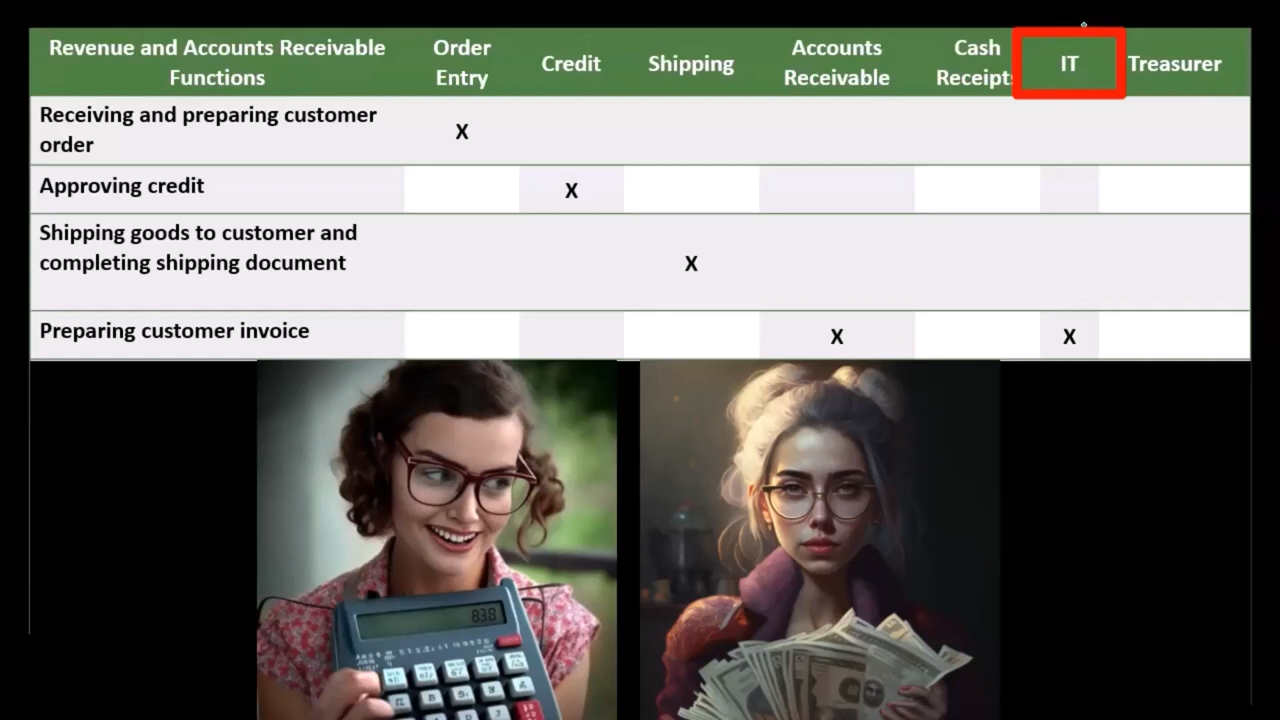 Revenue and Accounts Receivable
Functions
Order
Entry
Credit
Shipping
Accounts
Receivable
Cash
Receipts
IT
Treasurer
Receiving and preparing customer
order
X
Approving credit
X
Shipping goods to customer and
completing shipping document
X
Preparing customer invoice
X
X
838